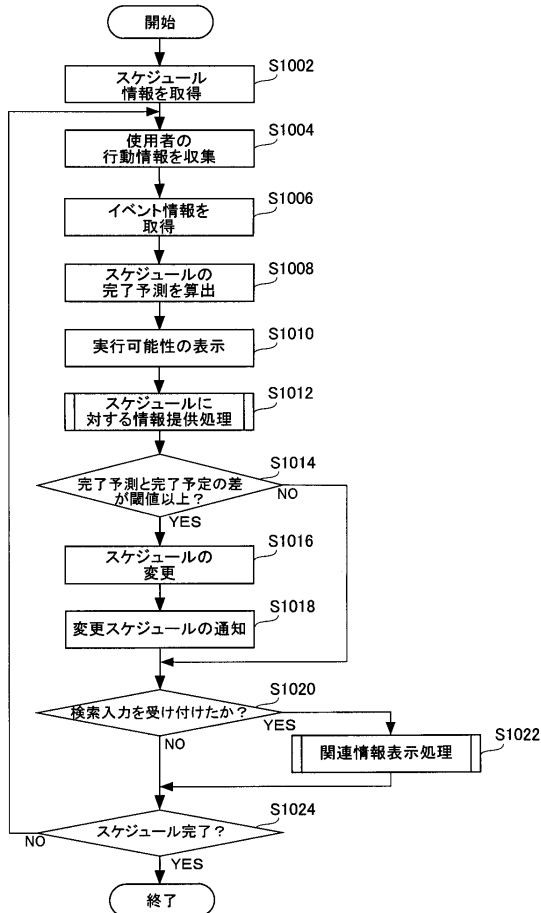 開始
S1002
スケジュール
情報を取得
S1004
使用者の
行動情報を収集
S1006
イベント情報を
取得
S1008
スケジュールの
完了予測を算出
S1010
実行可能性の表示
S1012
スケジュールに
対する情報提供処理
S1014
完了予測と完了予定の差
が閾値以上?
NO
YES
S1016
スケジュールの
変更
S1018
変更スケジュールの通知
S1020
検索入力を受け付けたか?
YES
NO
S1022
関連情報表示処理
S1024
スケジュール完了?
NO
YES
終了